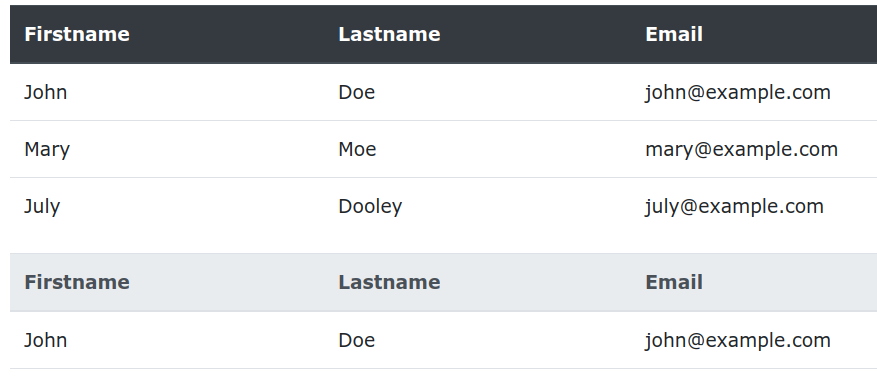 Firstname Lastname Email
John Doe john@example.com
Mary Moe mary@example.com
July Dooley july@example.com
Firstname Lastname Email
John Doe john@example.com